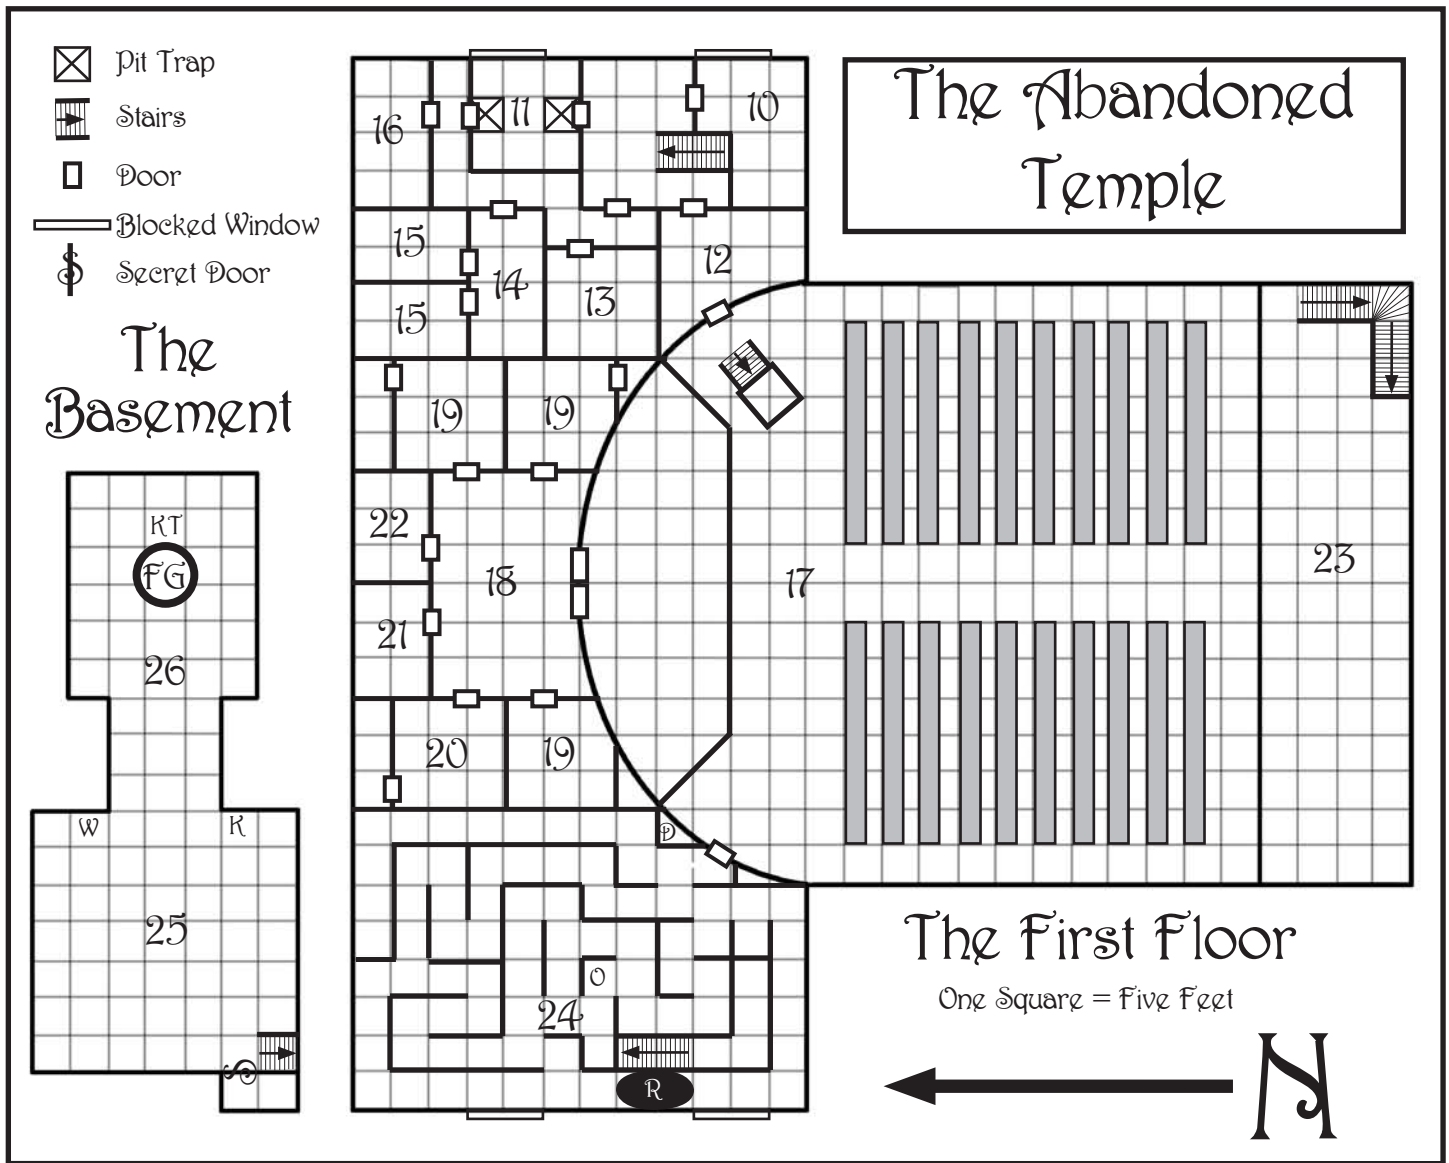 Pit Trap
Stairs
Door
Blocked Window
Secret Door
The Abandoned
Temple
The
Basement
KT
FG
26
W
K
25
S
16
11
10
15
14
12
15
13
19
19
22
18
17
23
21
20
19
D
O
24
R
The First Floor
One Square = Five Feet
N